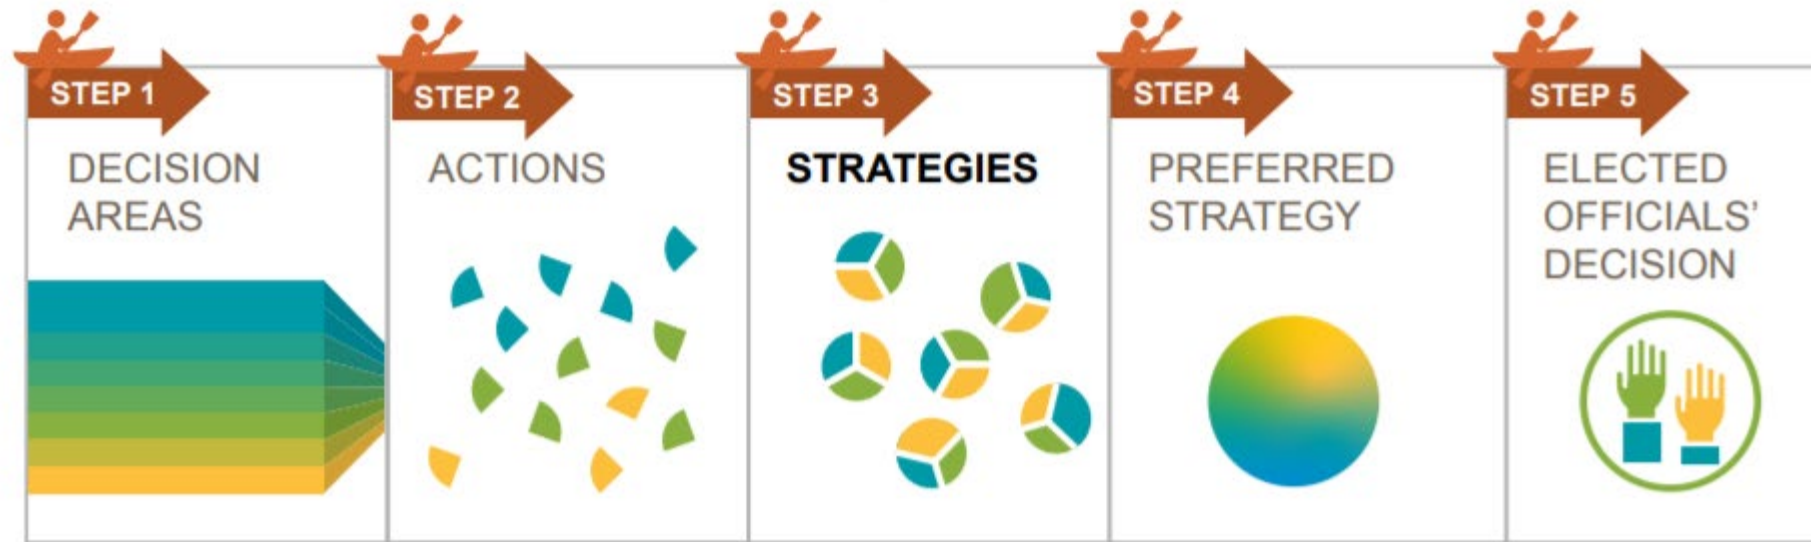 STEP 1
DECISION
AREAS
STEP 2
ACTIONS
STEP 3
STRATEGIES
STEP 4
PREFERRED
STRATEGY
STEP 5
ELECTED
OFFICIALS’
DECISION